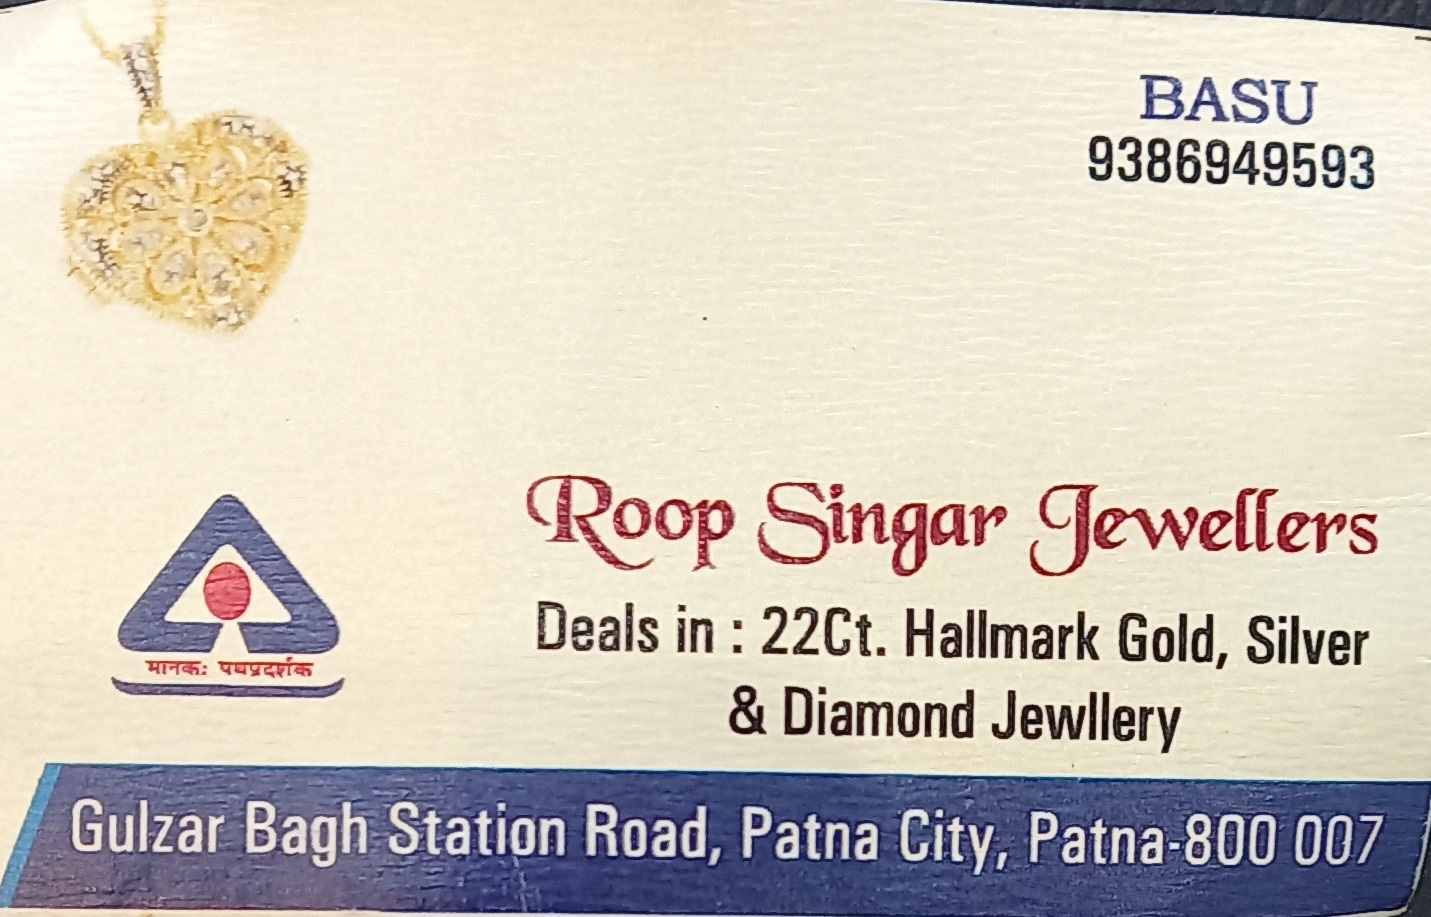 BASU
9386949593
Roop Singar Jewellers
Deals in : 22Ct. Hallmark Gold, Silver
& Diamond Jewllery
मानकः पथप्रदर्शक
Gulzar Bagh Station Road, Patna City, Patna-800 007